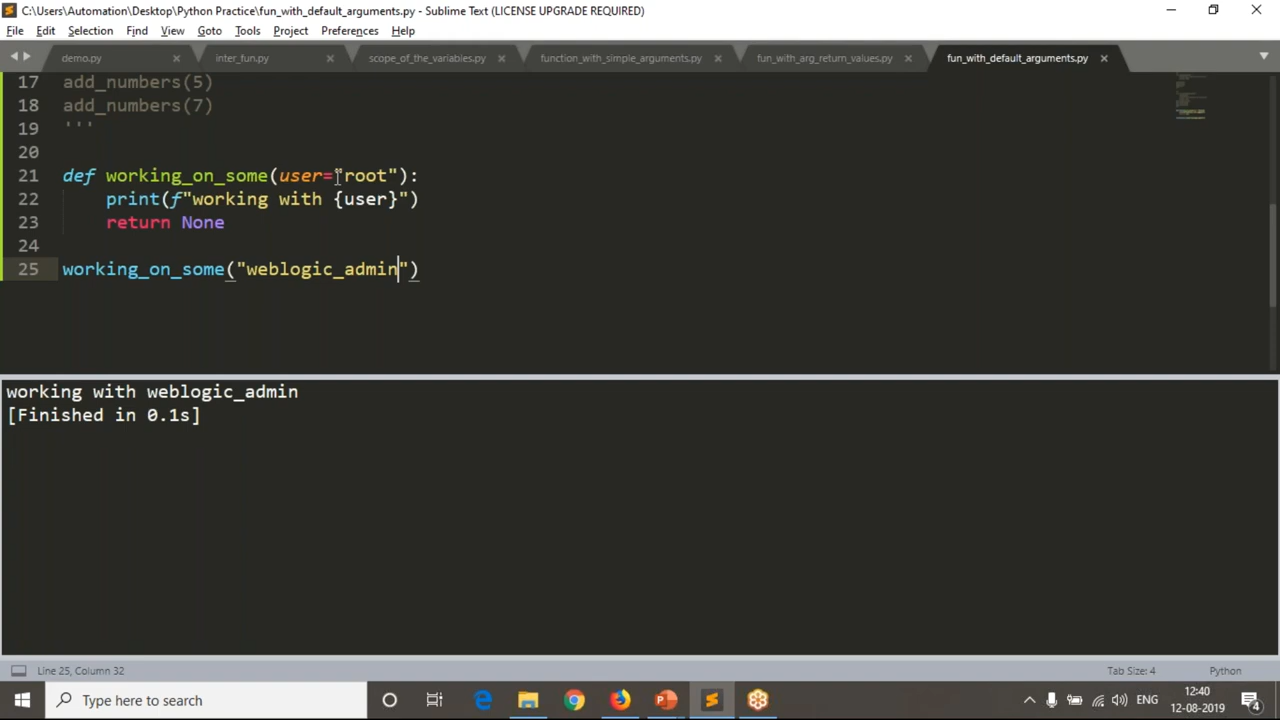 C:\Users\Automation\Desktop\Python Practice\fun_with_default_arguments.py - Sublime Text (LICENSE UPGRADE REQUIRED)
File Edit Selection Find View Goto Tools Project Preferences Help
demo.py inter_fun.py scope_of_the_variables.py function_with_simple_arguments.py fun_with_arg_return_values.py fun_with_default_arguments.py
17 add_numbers(5)
18 add_numbers(7)
19 '''
20
21 def working_on_some(user="root"):
22 print(f"working with {user}")
23 return None
24
25 working_on_some("weblogic_admin")
working with weblogic_admin
[Finished in 0.1s]
Line 25, Column 32 Tab Size: 4 Python
Type here to search ENG 12:40
12-08-2019 4